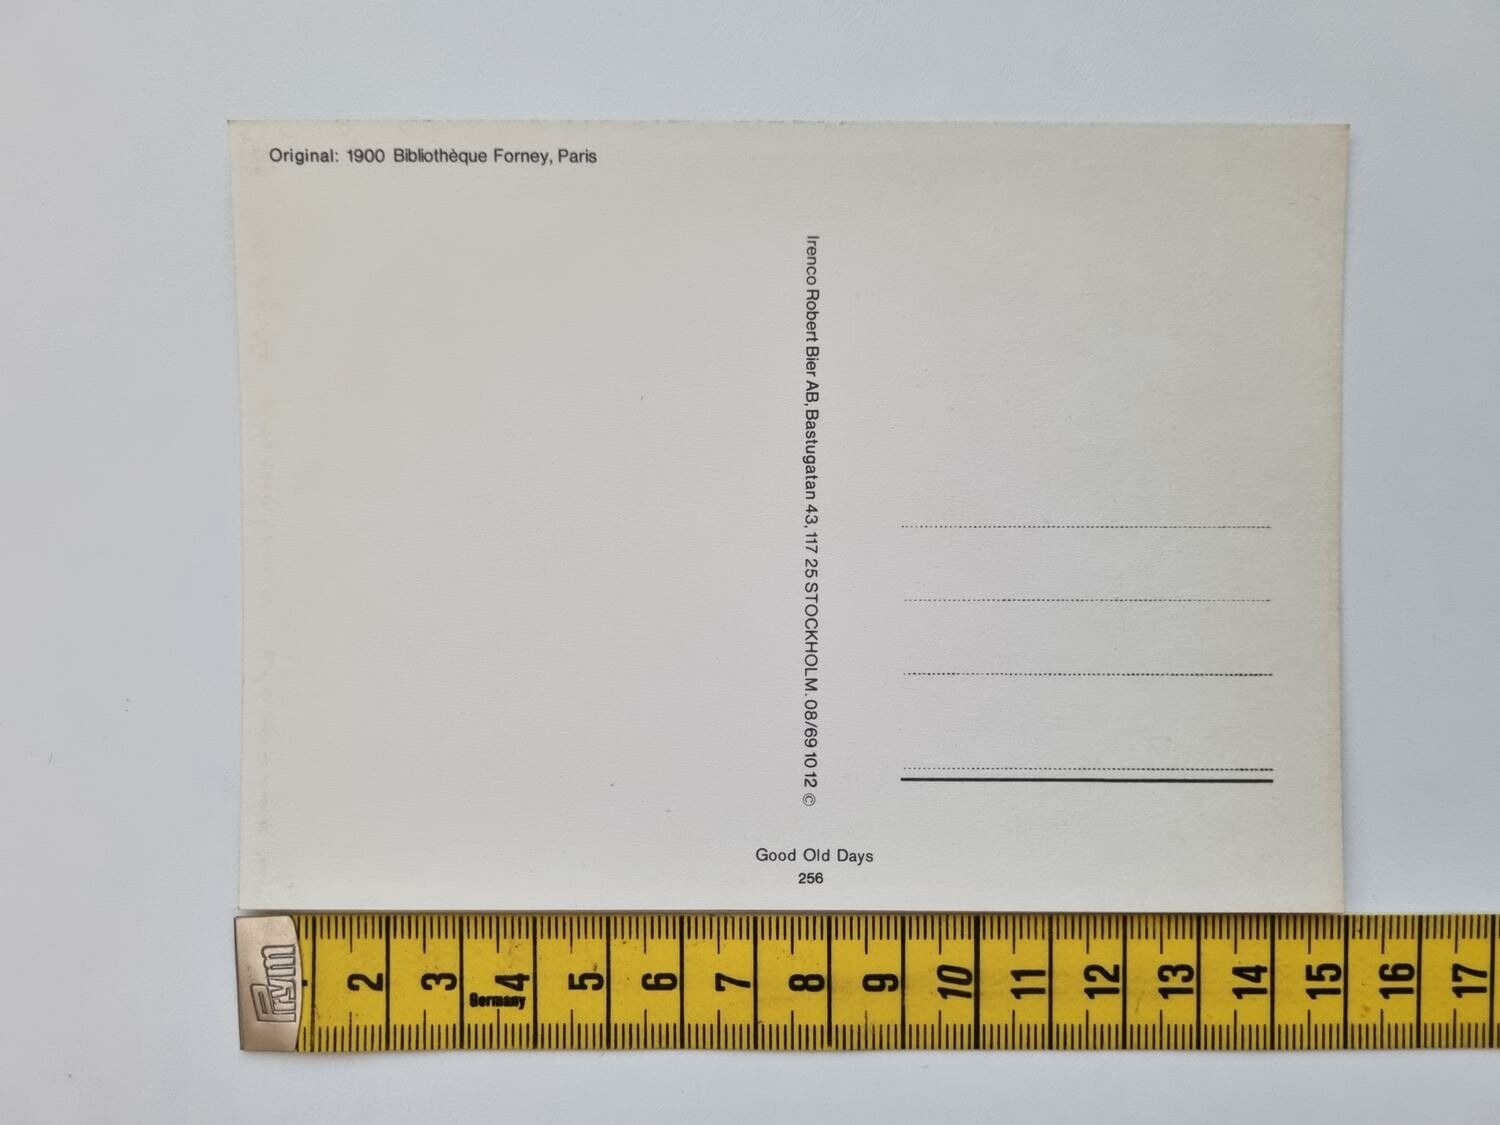 Original: 1900 Bibliothèque Forney, Paris
Irenco Robert Bier AB, Bastugatan 43, 117 25 STOCKHOLM. 08/69 10 12 ©
Good Old Days
256
Prym
2 3 4 5 6 7 8 9 10 11 12 13 14 15 16 17
Germany